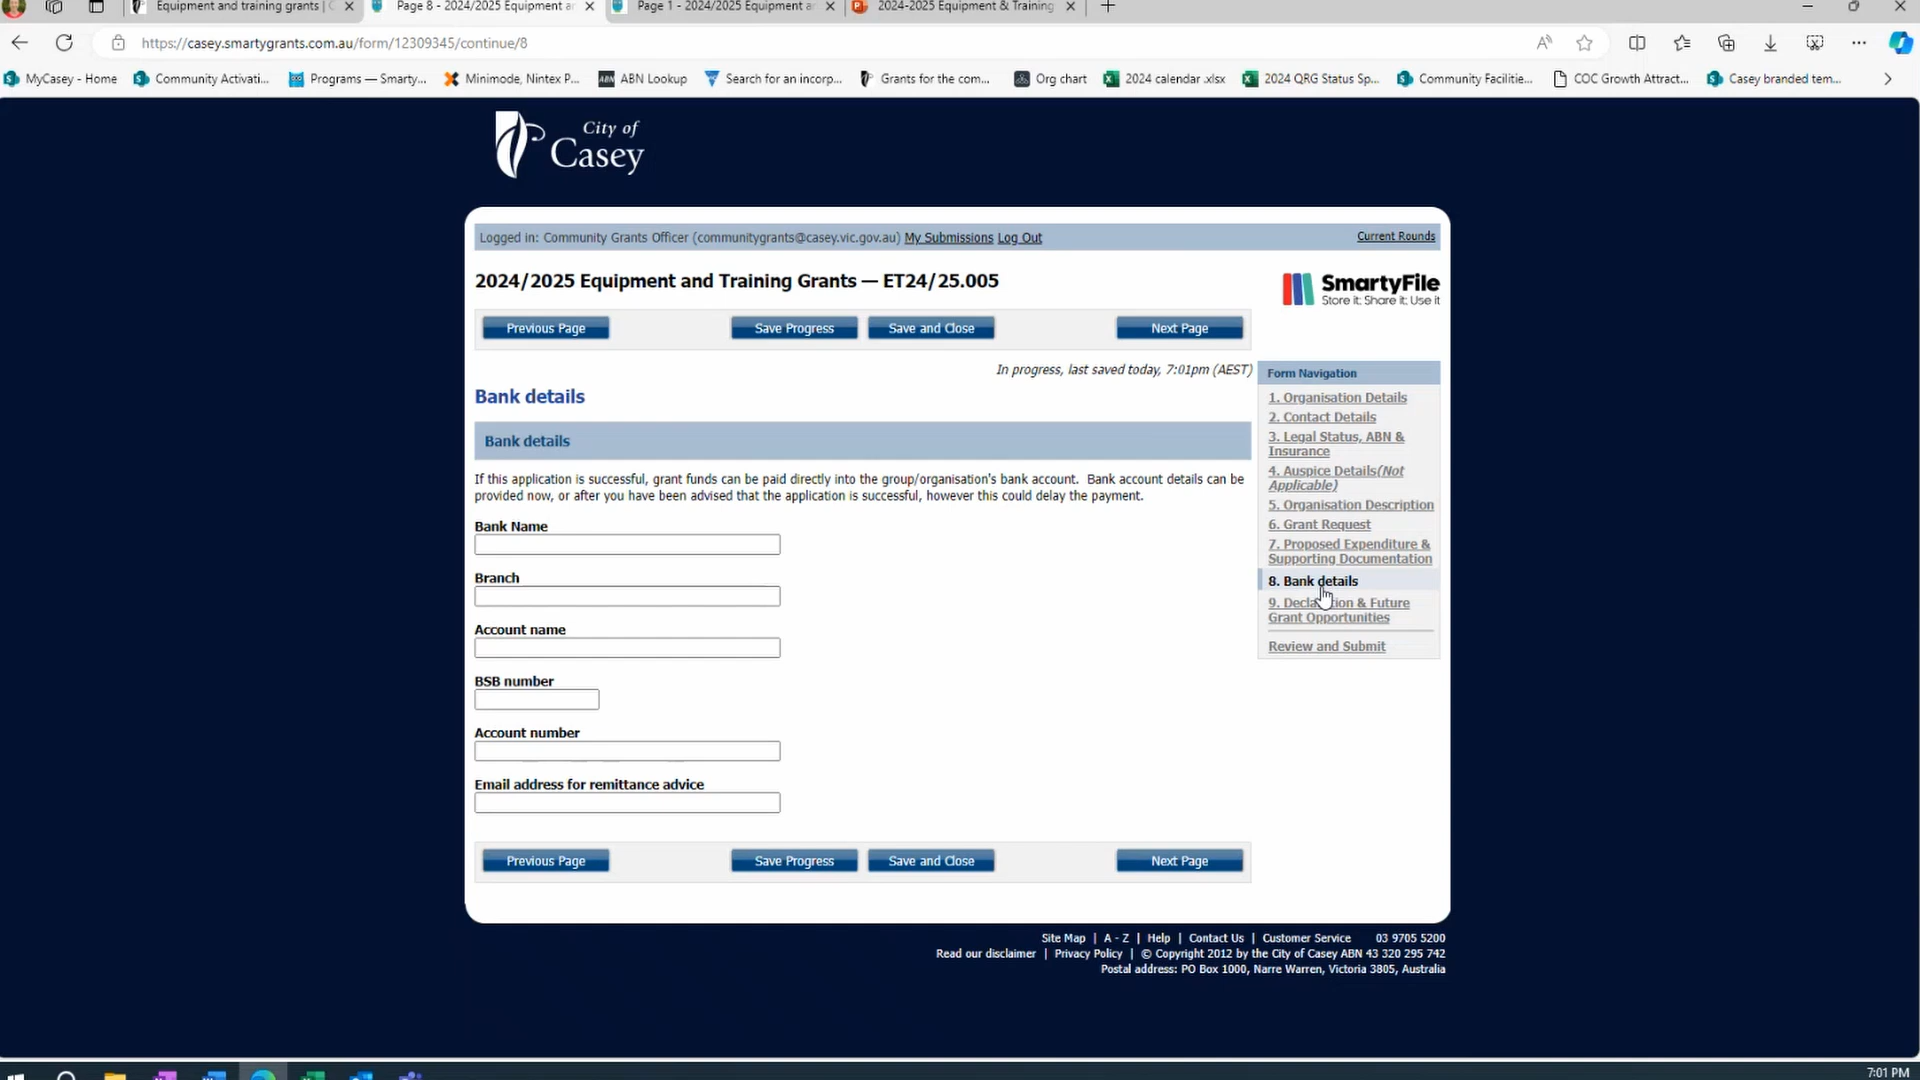 Equipment and training grants | C
Page 8 - 2024/2025 Equipment a
Page 1 - 2024/2025 Equipment a
2024-2025 Equipment & Training
https://casey.smartygrants.com.au/form/12309345/continue/8
MyCasey - Home
Community Activati...
Programs — Smarty...
Minimode, Nintex P...
ABN Lookup
Search for an incorp...
Grants for the com...
Org chart
2024 calendar .xlsx
2024 QRG Status Sp...
Community Facilitie...
COC Growth Attract...
Casey branded tem...
City of
Casey
Logged in: Community Grants Officer (communitygrants@casey.vic.gov.au) My Submissions Log Out
Current Rounds
2024/2025 Equipment and Training Grants — ET24/25.005
SmartyFile
Store it: Share it: Use it
Previous Page
Save Progress
Save and Close
Next Page
In progress, last saved today, 7:01pm (AEST)
Bank details
Bank details
If this application is successful, grant funds can be paid directly into the group/organisation's bank account. Bank account details can be
provided now, or after you have been advised that the application is successful, however this could delay the payment.
Bank Name
Branch
Account name
BSB number
Account number
Email address for remittance advice
Previous Page
Save Progress
Save and Close
Next Page
Form Navigation
1. Organisation Details
2. Contact Details
3. Legal Status, ABN &
Insurance
4. Auspice Details(Not
Applicable)
5. Organisation Description
6. Grant Request
7. Proposed Expenditure &
Supporting Documentation
8. Bank details
9. Declaration & Future
Grant Opportunities
Review and Submit
Site Map | A - Z | Help | Contact Us | Customer Service 03 9705 5200
Read our disclaimer | Privacy Policy | © Copyright 2012 by the City of Casey ABN 43 320 295 742
Postal address: PO Box 1000, Narre Warren, Victoria 3805, Australia
7:01 PM